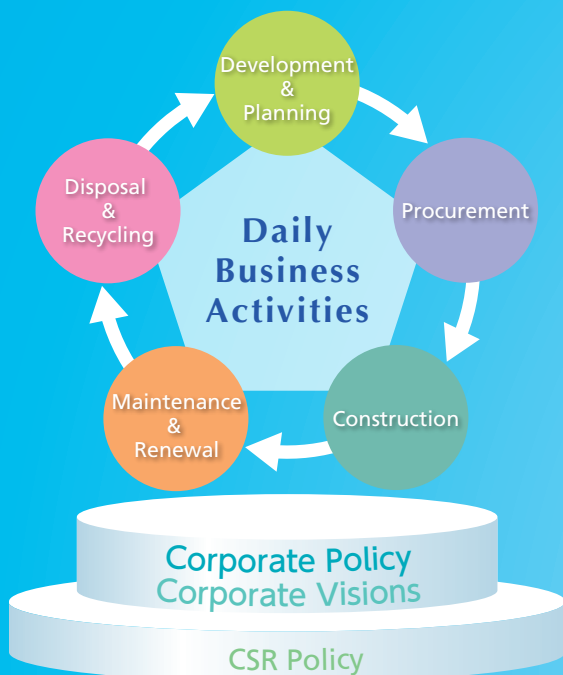 Development
&
Planning
Procurement
Construction
Maintenance
&
Renewal
Disposal
&
Recycling
Daily
Business
Activities
Corporate Policy
Corporate Visions
CSR Policy